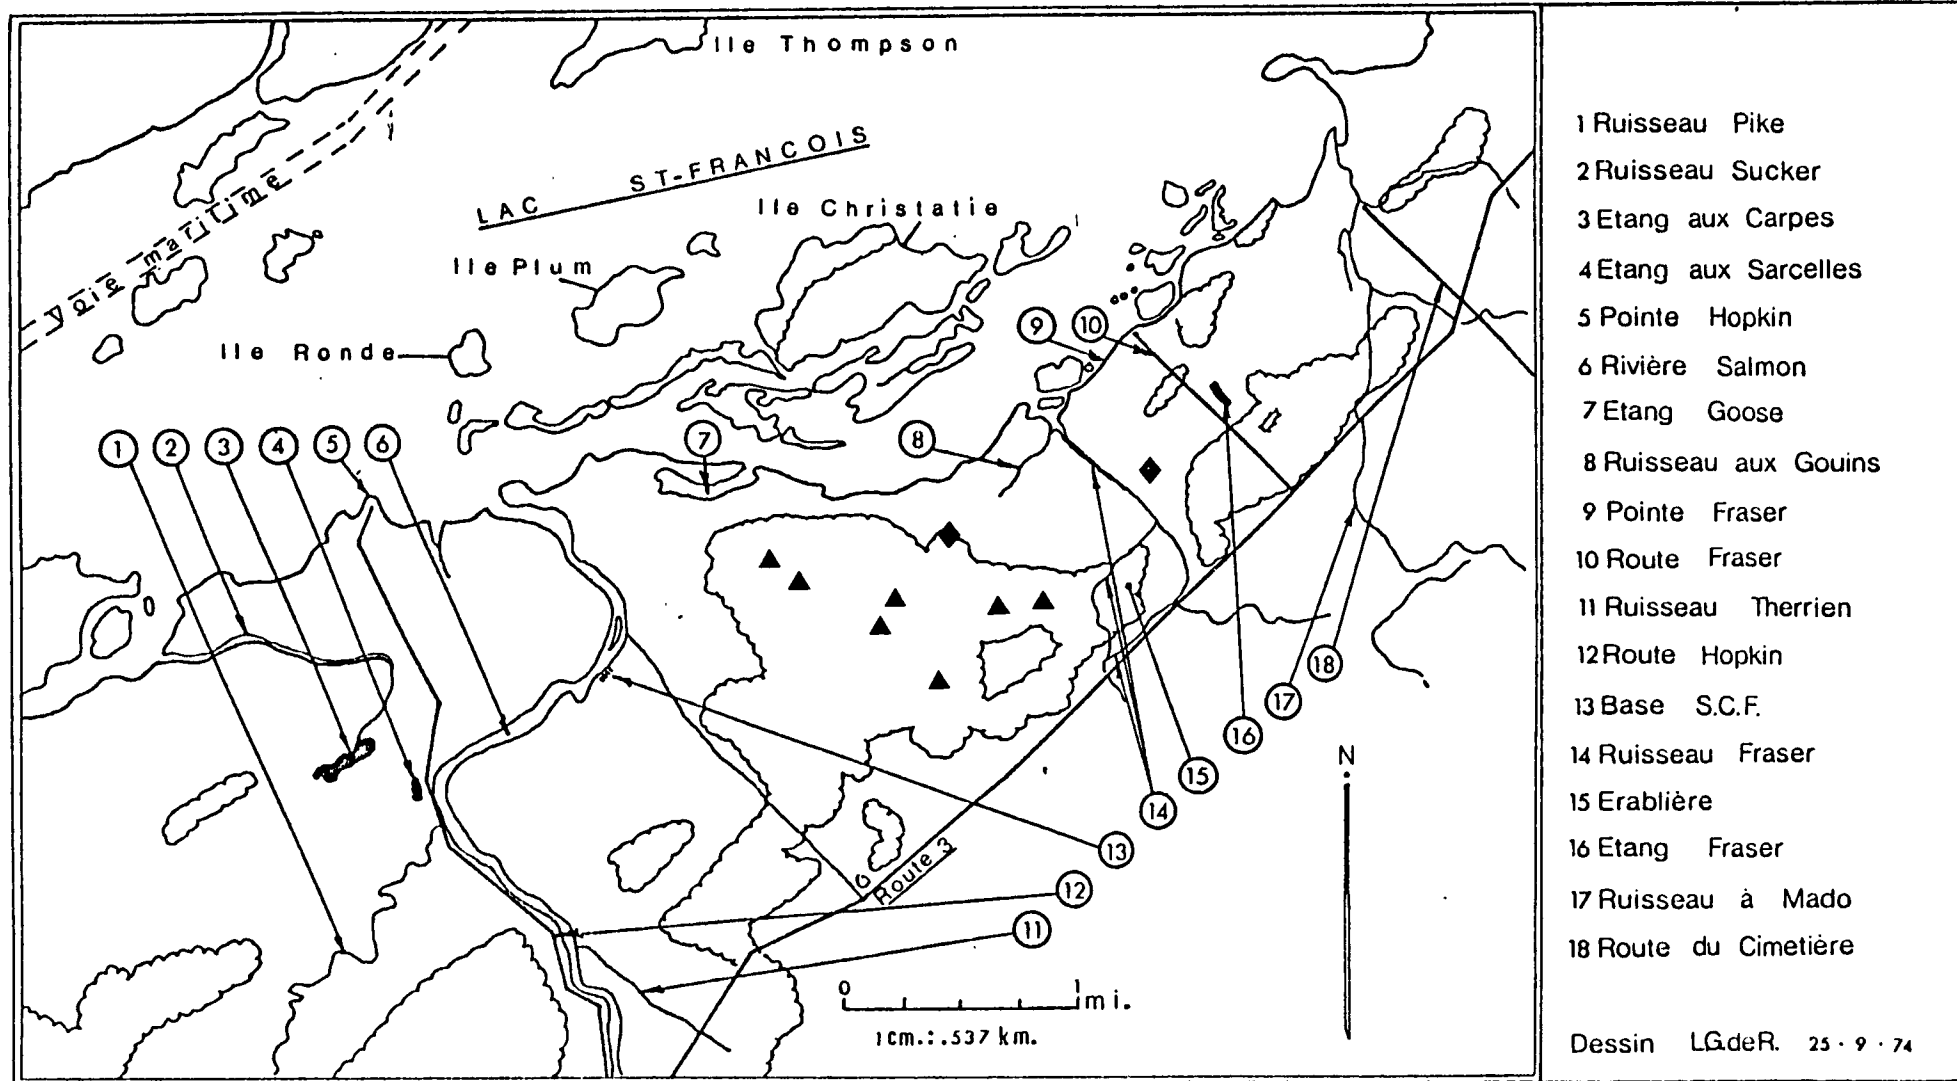 Ile Thompson
LAC ST-FRANCOIS
Ile Christatie
Voie maritime
Ile Plum
Ile Ronde
9
10
1
2
3
4
5
6
7
8
18
17
16
15
14
13
12
11
N
Route 3
0 1 mi.
1cm.:.537 km.
1 Ruisseau Pike
2 Ruisseau Sucker
3 Etang aux Carpes
4 Etang aux Sarcelles
5 Pointe Hopkin
6 Rivière Salmon
7 Etang Goose
8 Ruisseau aux Gouins
9 Pointe Fraser
10 Route Fraser
11 Ruisseau Therrien
12 Route Hopkin
13 Base S.C.F.
14 Ruisseau Fraser
15 Erablière
16 Etang Fraser
17 Ruisseau à Mado
18 Route du Cimetière
Dessin L.G.deR. 25 · 9 · 74